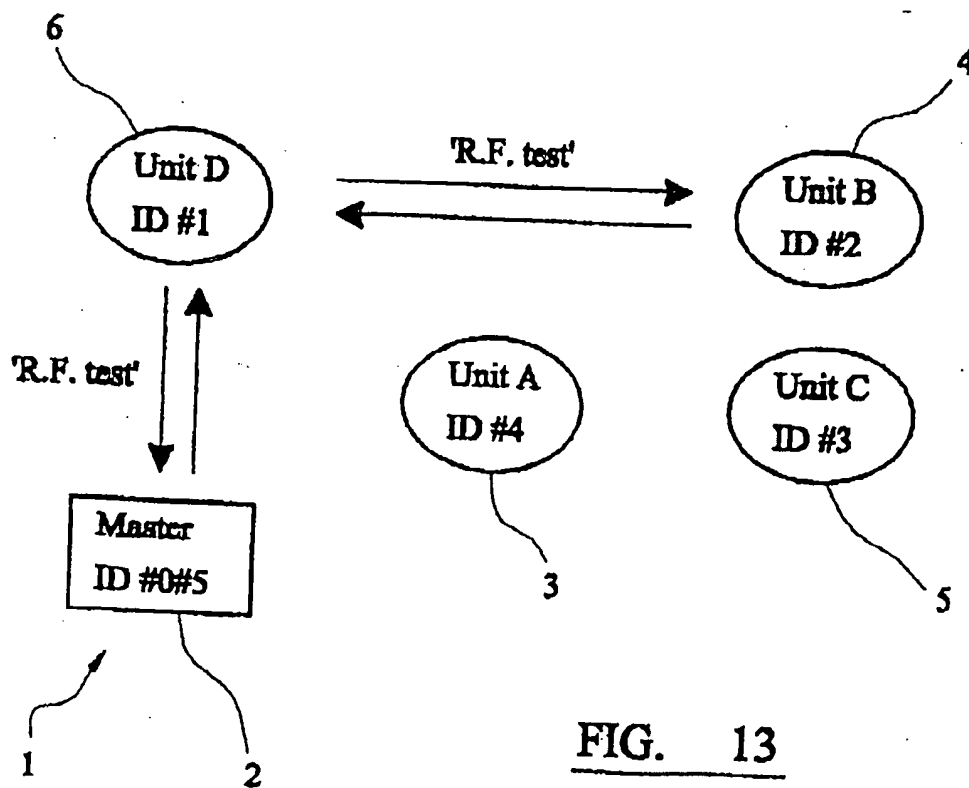 6
4
Unit D
ID #1
'R.F. test'
Unit B
ID #2
'R.F. test'
Unit A
ID #4
Unit C
ID #3
Master
ID #0#5
3
5
1
2
FIG. 13